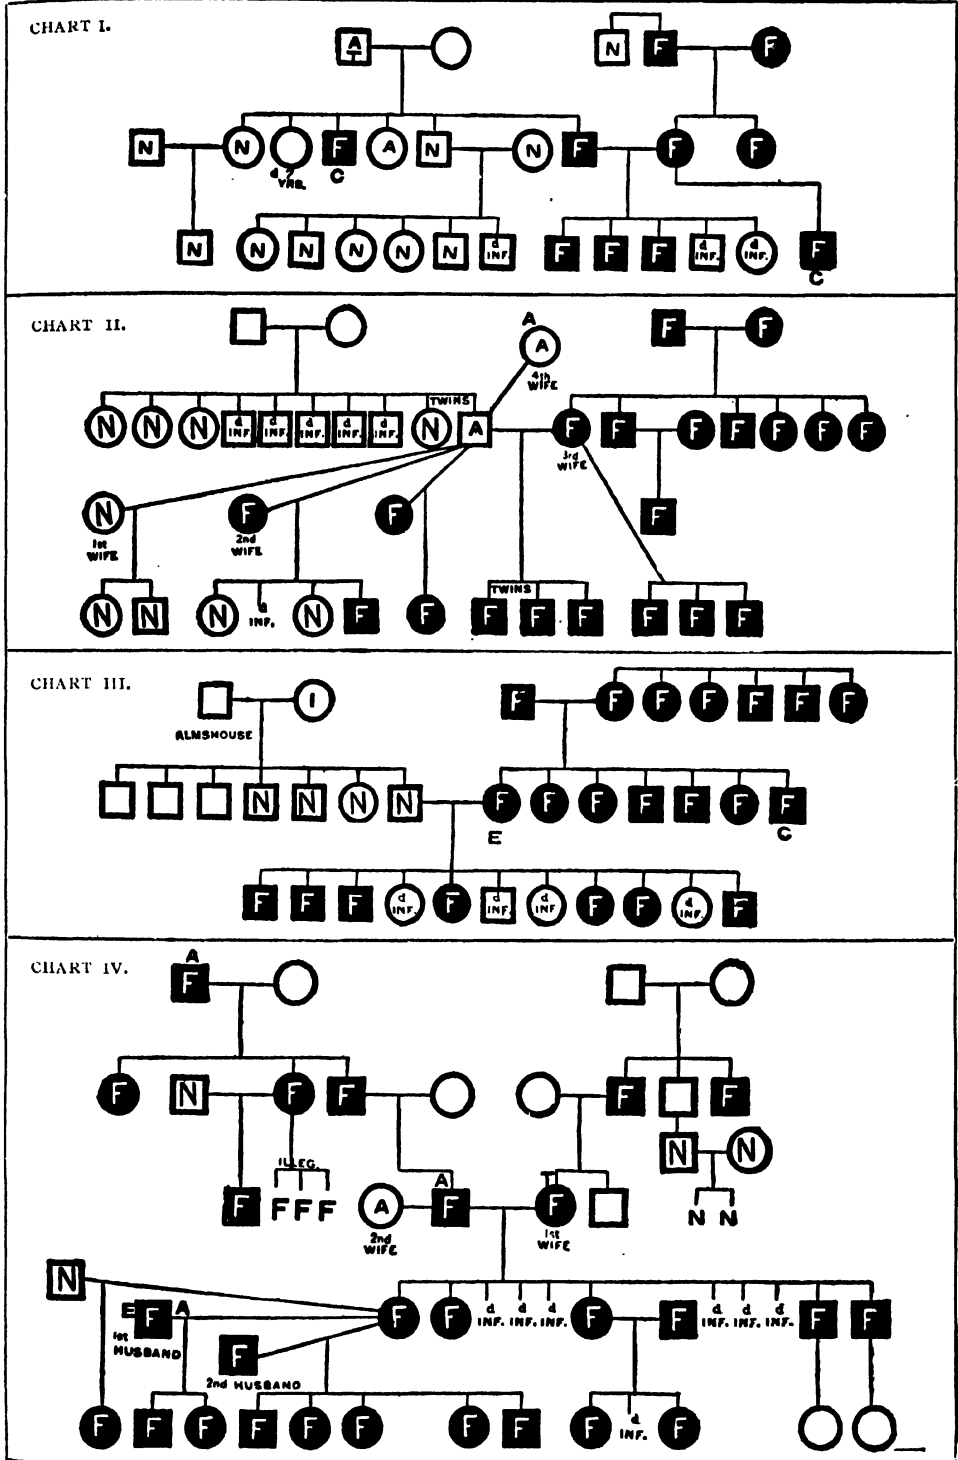 CHART I.
A
T
N F F
N N A N N F F F
F
d. 7
YRS.
C
N N N N N N d
INF. F F F d
INF. d
INF. F
C
CHART II.
A
A
4th
WIFE
F F
TWINS
N N N d
INF. d
INF. d
INF. d
INF. d
INF. N A F F F F F F F
3rd
WIFE
N F F F
1st
WIFE
2nd
WIFE
TWINS
N N N d
INF. N F F F F F F F F
CHART III.
I F F F F F F F
ALMSHOUSE
N N N N F F F F F F F
E C
F F F d
INF. F d
INF. d
INF. F F d
INF. F
CHART IV.
A
F
F N F F F F
N N
ILLEG.
F F F F A
A F F N N
2nd
WIFE
1st
WIFE
N
E F A F F d
INF. d
INF. d
INF. F F d
INF. d
INF. d
INF. F F
1st
HUSBAND
F
2nd HUSBAND
F F F F F F F F F d
INF. F